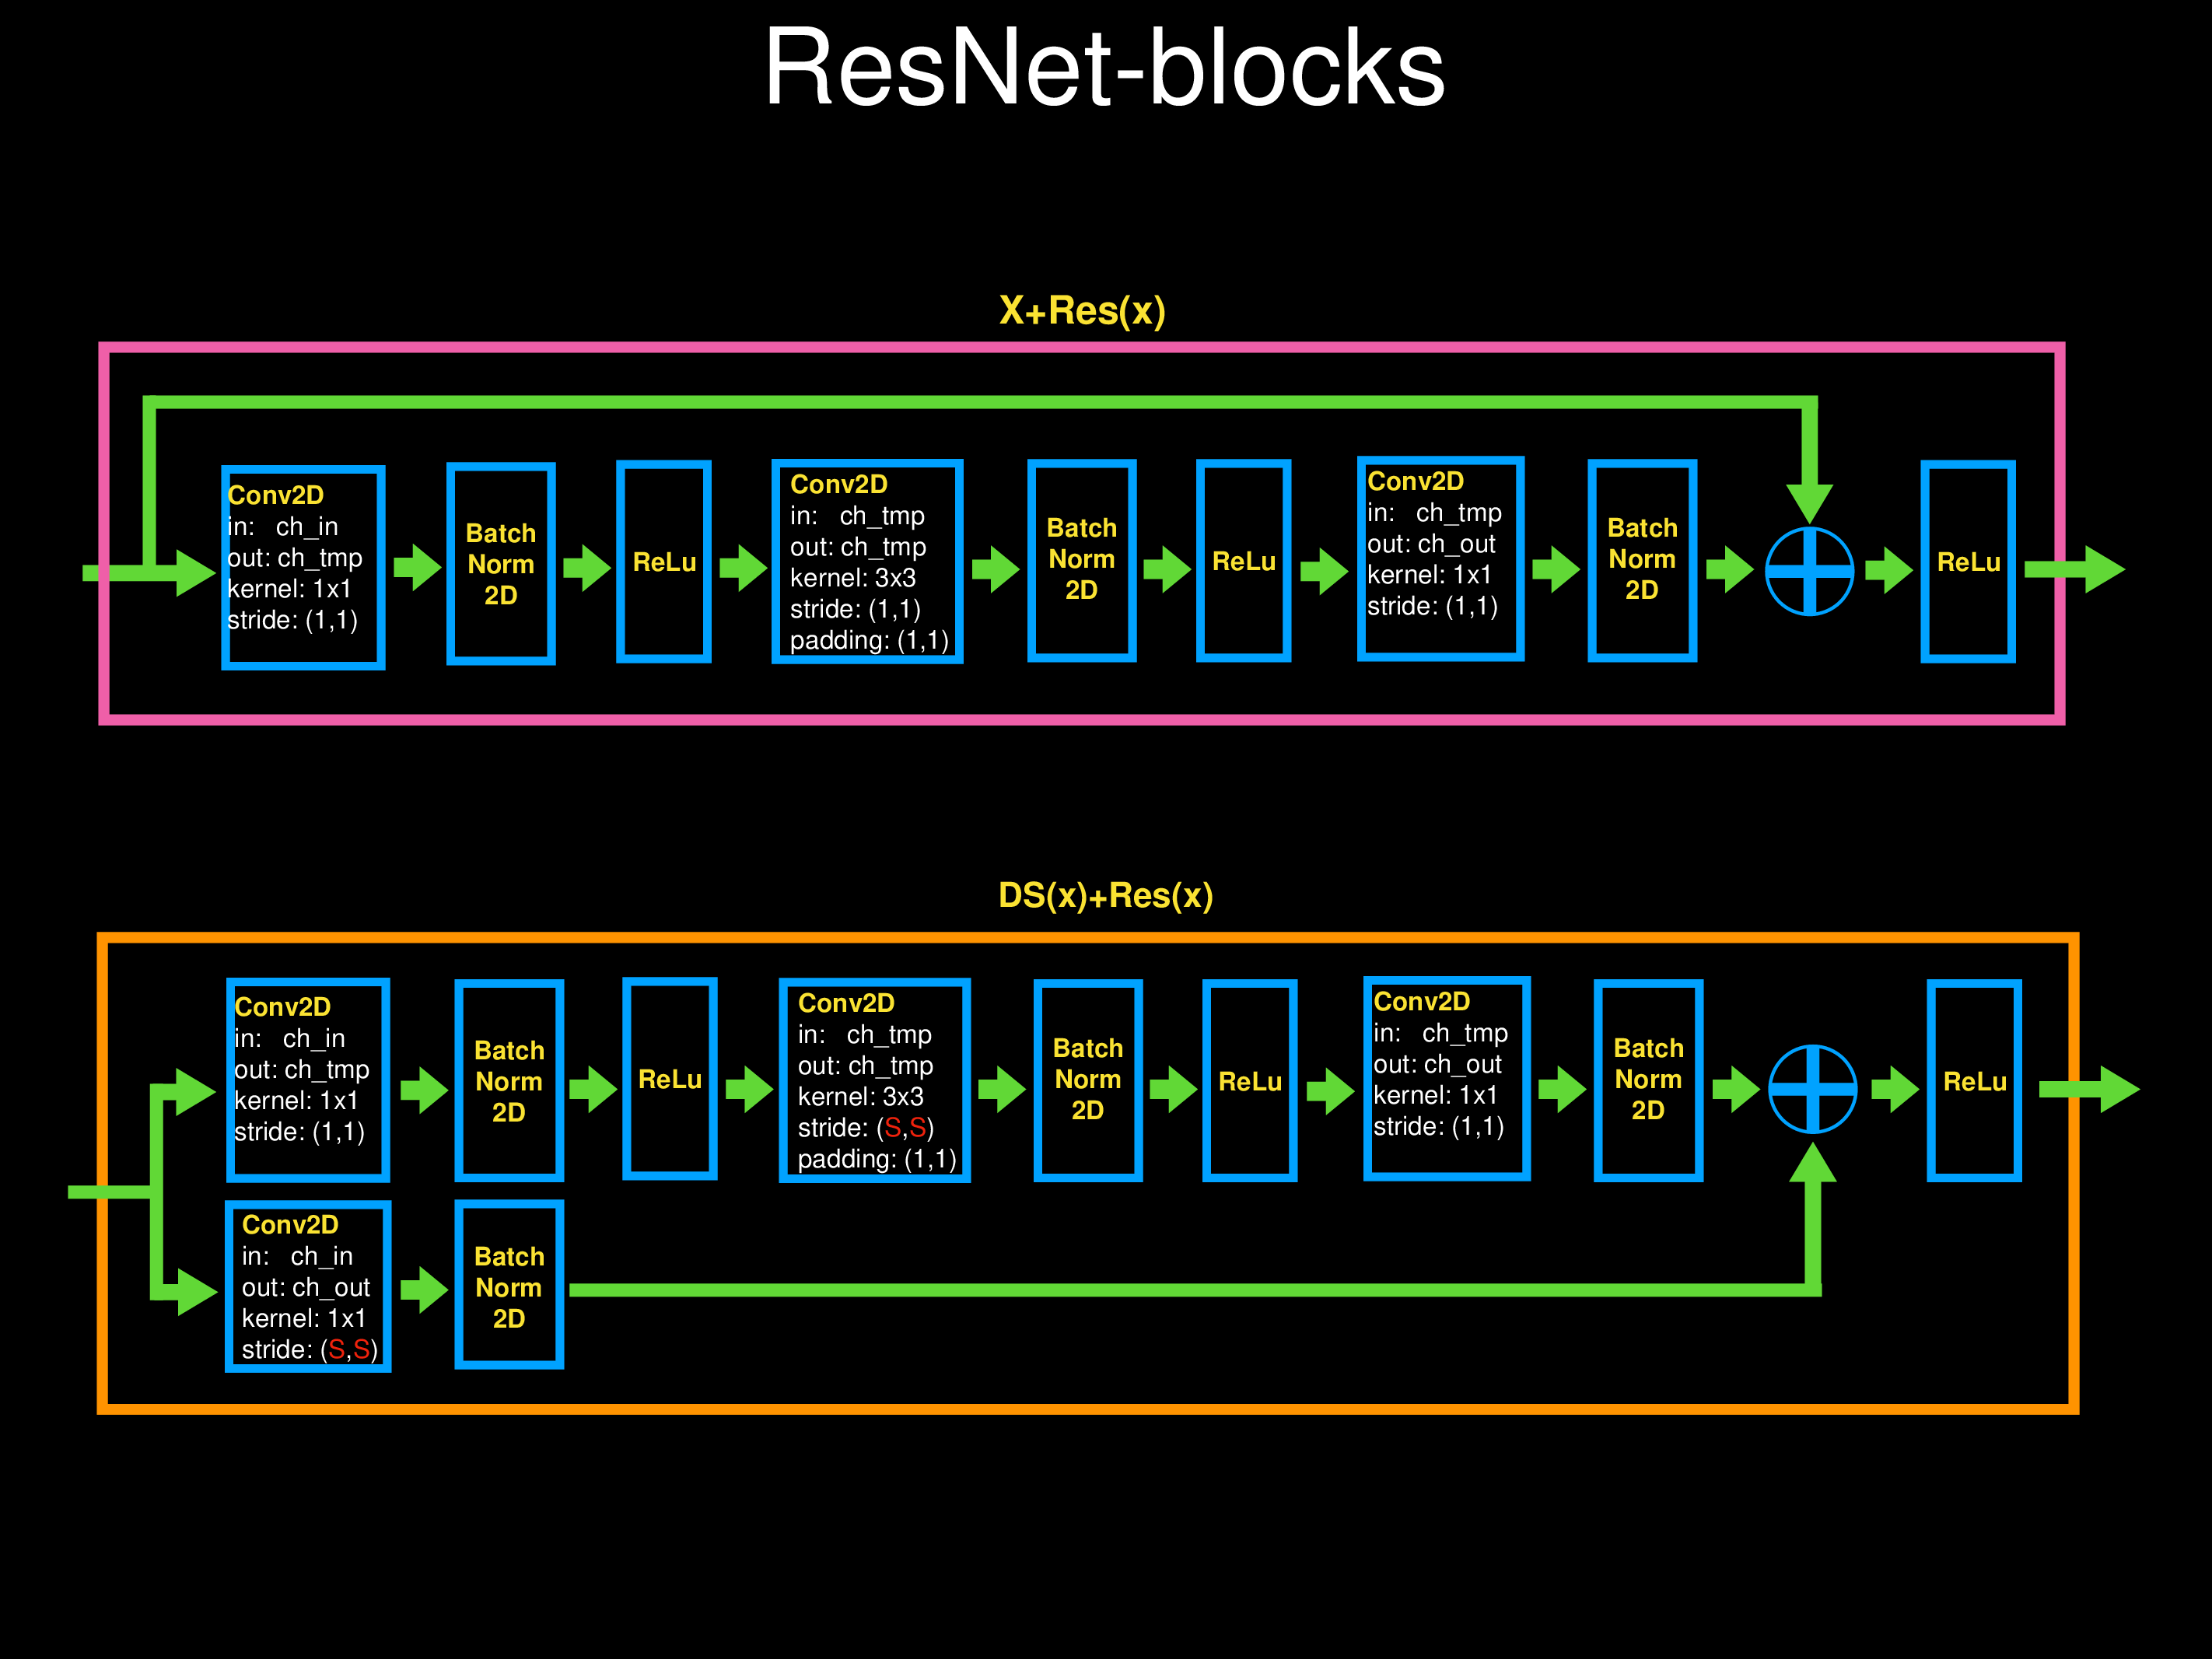 ResNet-blocks
X+Res(x)
Conv2D
in: ch_in
out: ch_tmp
kernel: 1x1
stride: (1,1)
Batch
Norm
2D
ReLu
Conv2D
in: ch_tmp
out: ch_tmp
kernel: 3x3
stride: (1,1)
padding: (1,1)
Batch
Norm
2D
ReLu
Conv2D
in: ch_tmp
out: ch_out
kernel: 1x1
stride: (1,1)
Batch
Norm
2D
ReLu
DS(x)+Res(x)
Conv2D
in: ch_in
out: ch_tmp
kernel: 1x1
stride: (1,1)
Batch
Norm
2D
ReLu
Conv2D
in: ch_tmp
out: ch_tmp
kernel: 3x3
stride: (S,S)
padding: (1,1)
Batch
Norm
2D
ReLu
Conv2D
in: ch_tmp
out: ch_out
kernel: 1x1
stride: (1,1)
Batch
Norm
2D
ReLu
Conv2D
in: ch_in
out: ch_out
kernel: 1x1
stride: (S,S)
Batch
Norm
2D